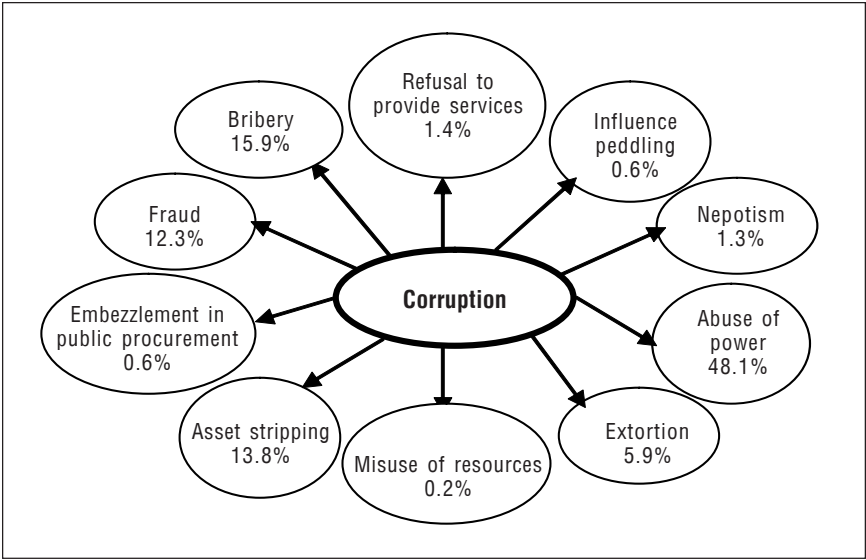 Refusal to
provide services
1.4%
Bribery
15.9%
Influence
peddling
0.6%
Fraud
12.3%
Nepotism
1.3%
Corruption
Embezzlement in
public procurement
0.6%
Abuse of
power
48.1%
Asset stripping
13.8%
Misuse of resources
0.2%
Extortion
5.9%